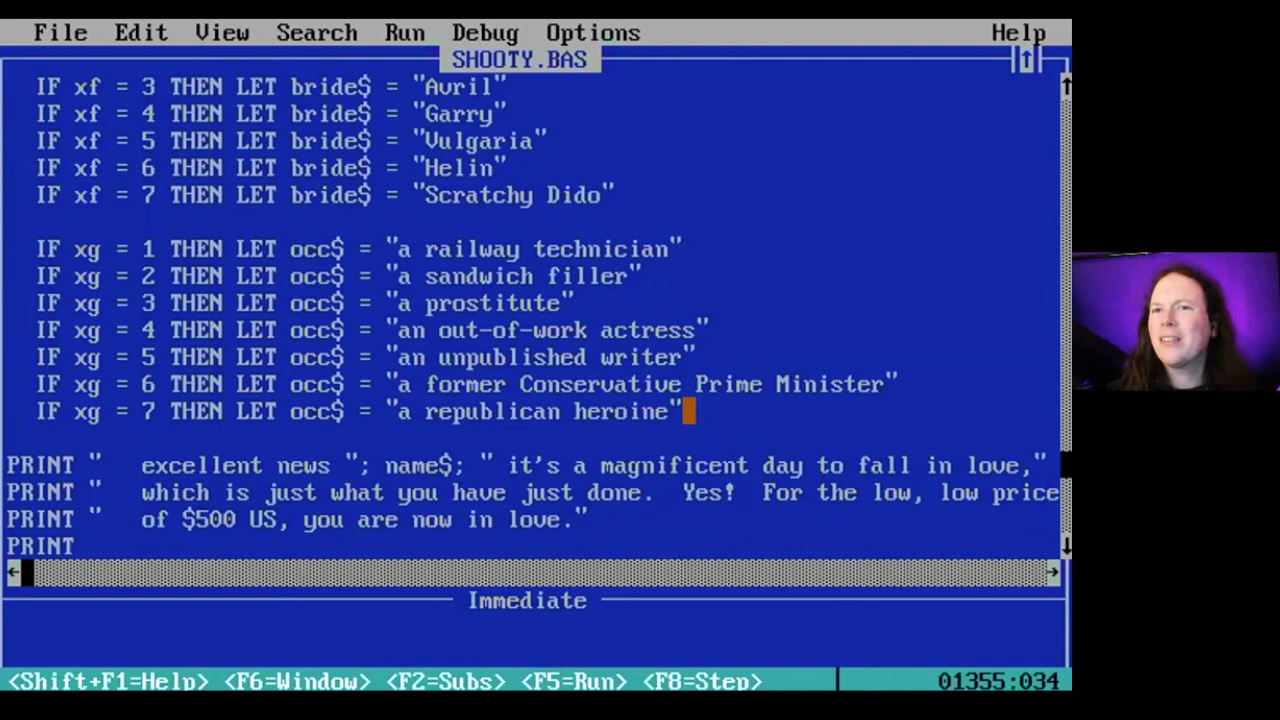 File Edit View Search Run Debug Options Help
SHOOTY.BAS
IF xf = 3 THEN LET bride$ = "Avril"
IF xf = 4 THEN LET bride$ = "Garry"
IF xf = 5 THEN LET bride$ = "Vulgaria"
IF xf = 6 THEN LET bride$ = "Helin"
IF xf = 7 THEN LET bride$ = "Scratchy Dido"
IF xg = 1 THEN LET occ$ = "a railway technician"
IF xg = 2 THEN LET occ$ = "a sandwich filler"
IF xg = 3 THEN LET occ$ = "a prostitute"
IF xg = 4 THEN LET occ$ = "an out-of-work actress"
IF xg = 5 THEN LET occ$ = "an unpublished writer"
IF xg = 6 THEN LET occ$ = "a former Conservative Prime Minister"
IF xg = 7 THEN LET occ$ = "a republican heroine"
PRINT "   excellent news "; name$; " it's a magnificent day to fall in love,"
PRINT "   which is just what you have just done.  Yes!  For the low, low price
PRINT "   of $500 US, you are now in love."
PRINT
Immediate
<Shift+F1=Help> <F6=Window> <F2=Subs> <F5=Run> <F8=Step> 01355:034